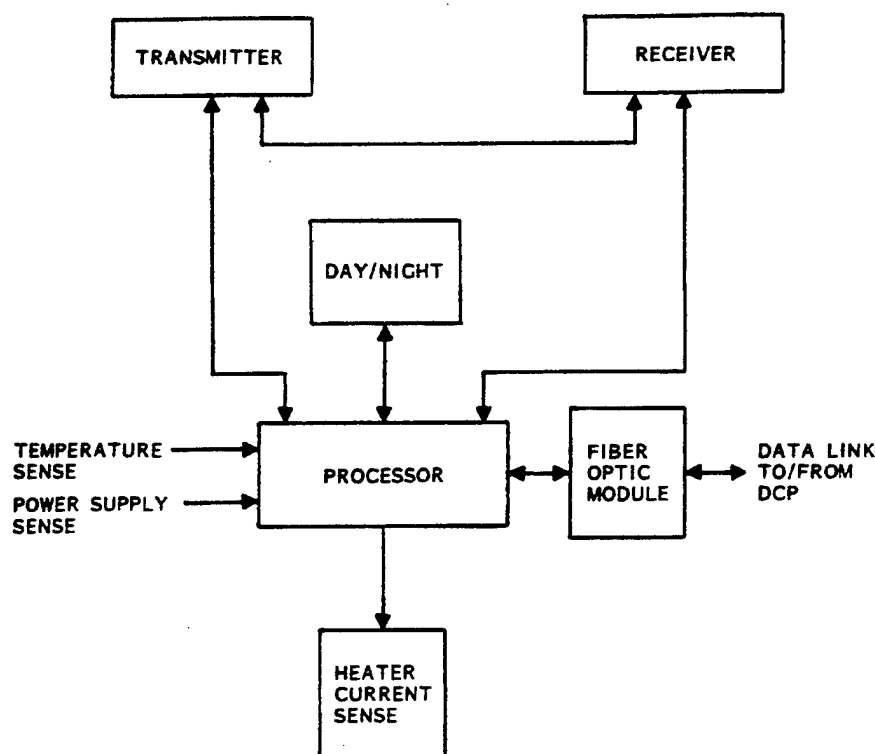 TRANSMITTER
RECEIVER
DAY/NIGHT
TEMPERATURE
SENSE
POWER SUPPLY
SENSE
PROCESSOR
FIBER
OPTIC
MODULE
DATA LINK
TO/FROM
DCP
HEATER
CURRENT
SENSE